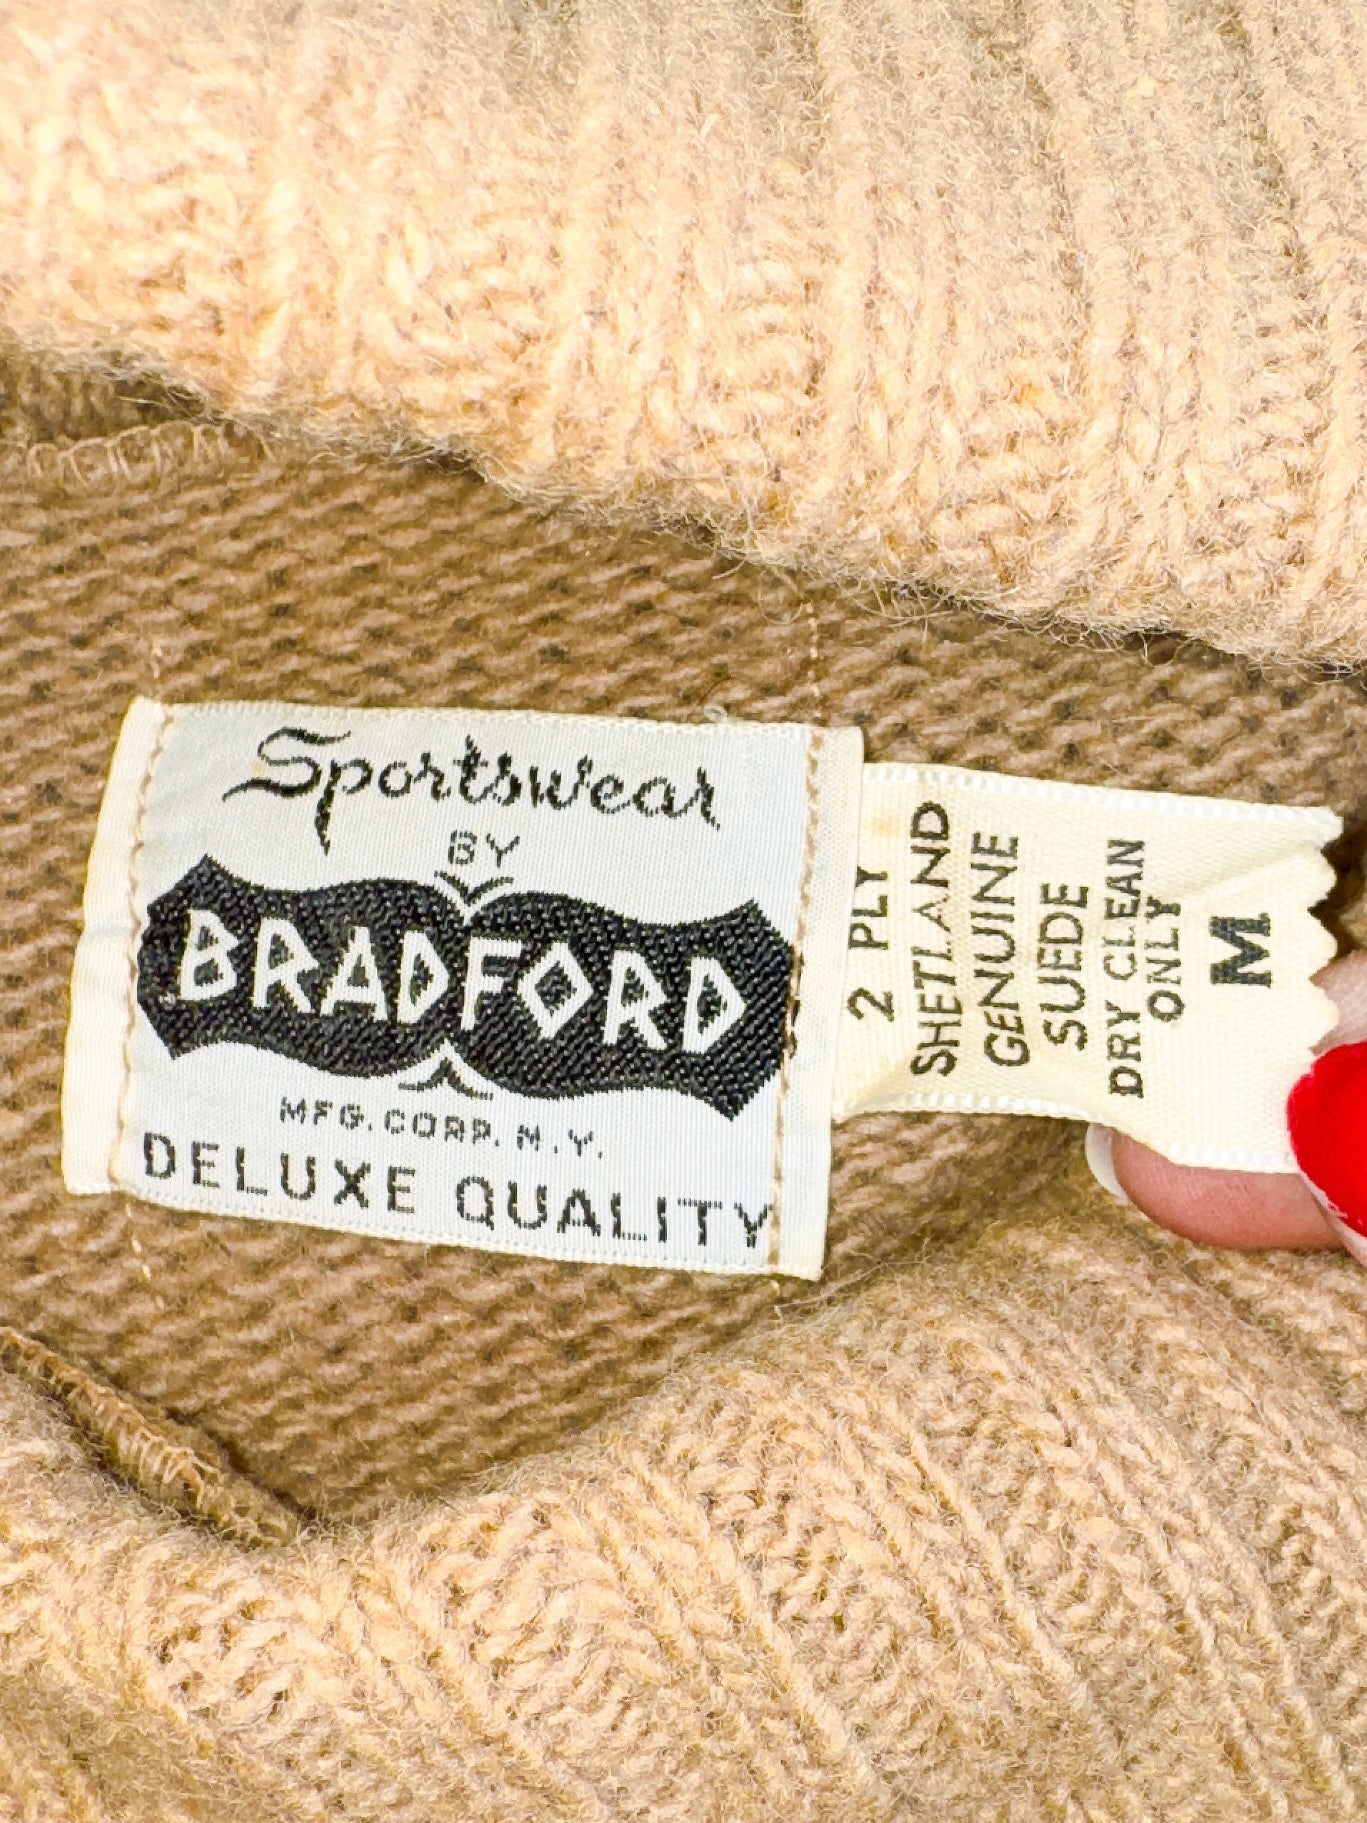 Sportswear
BY
BRADFORD
MFG. CORP. N.Y.
DELUXE QUALITY
2 PLY
SHETLAND
GENUINE
SUEDE
DRY CLEAN
ONLY
M